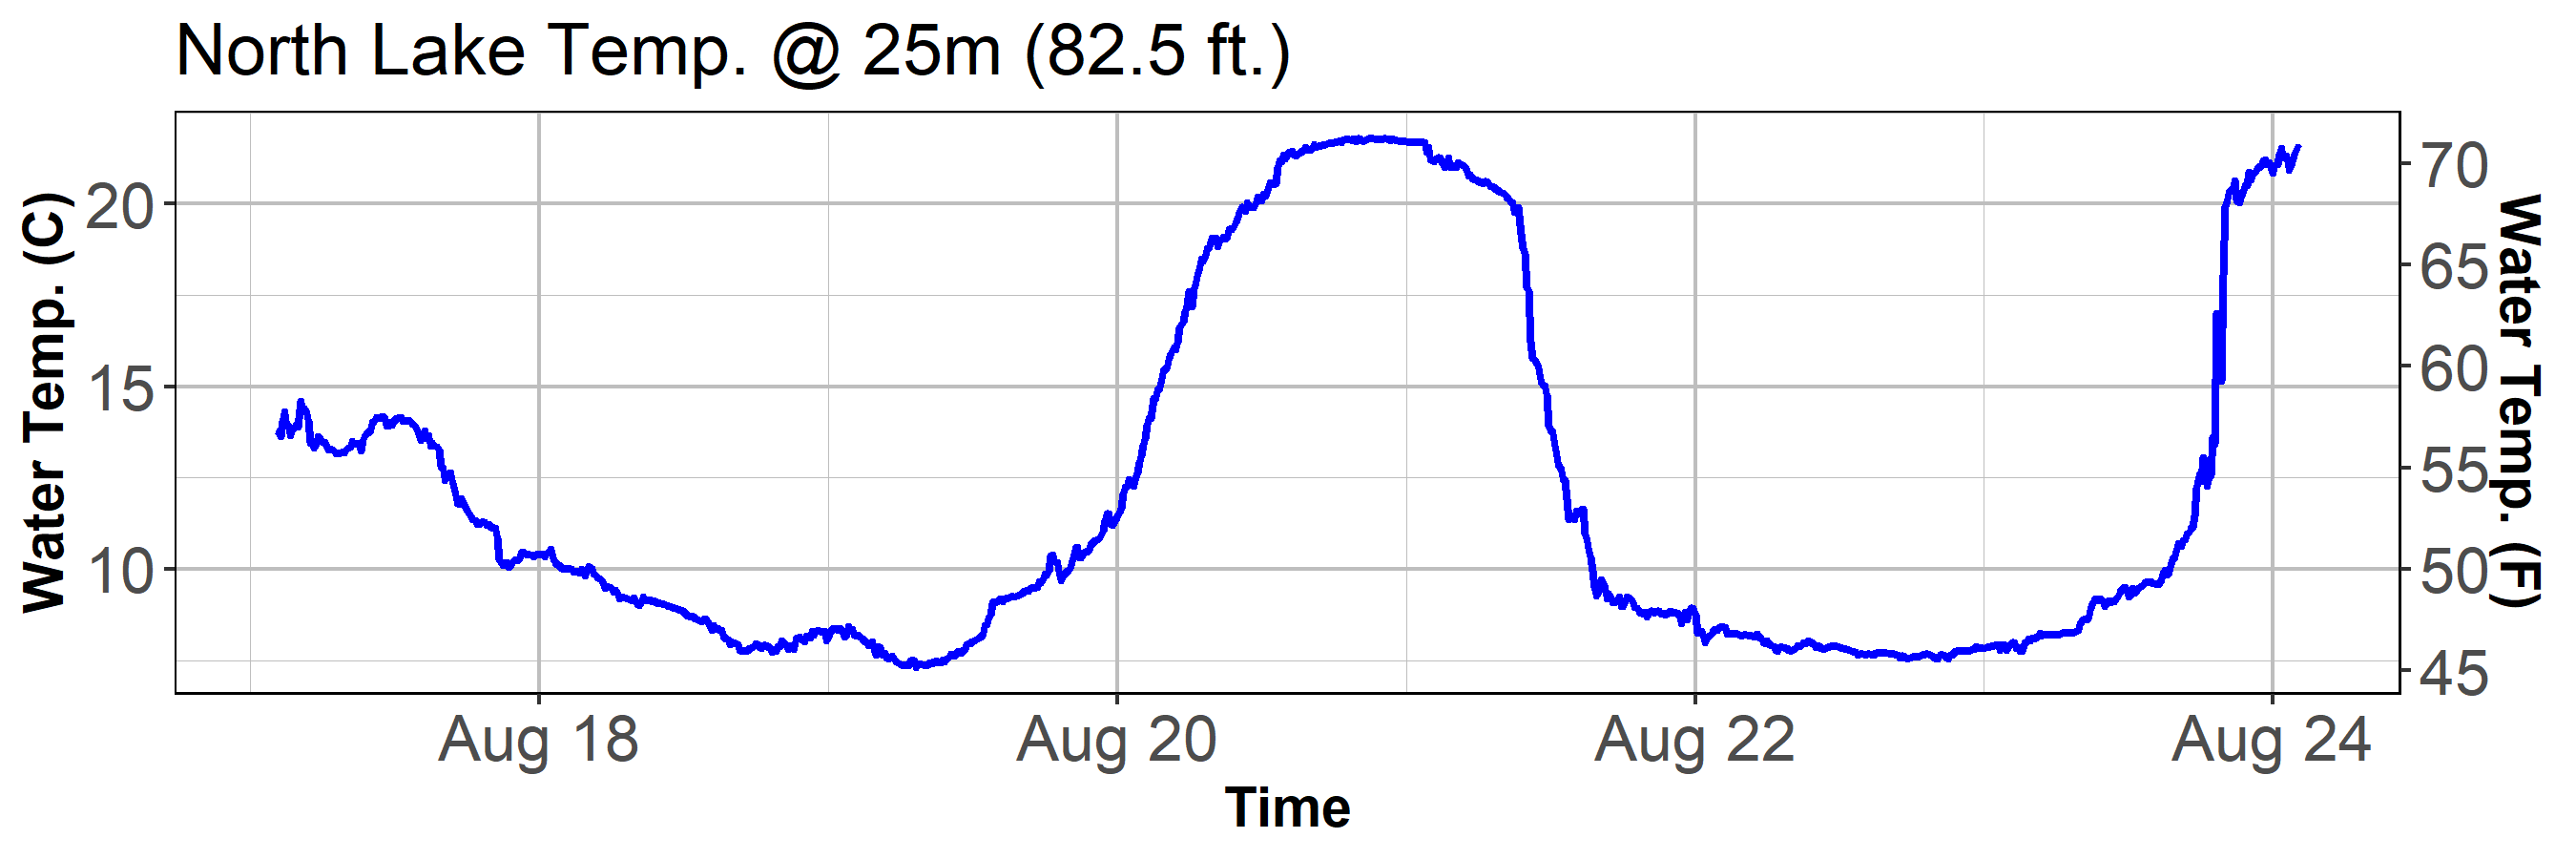 North Lake Temp. @ 25m (82.5 ft.)
Water Temp. (C)
20
15
10
70
65
60
55
50
45
Water Temp. (F)
Aug 18
Aug 20
Aug 22
Aug 24
Time